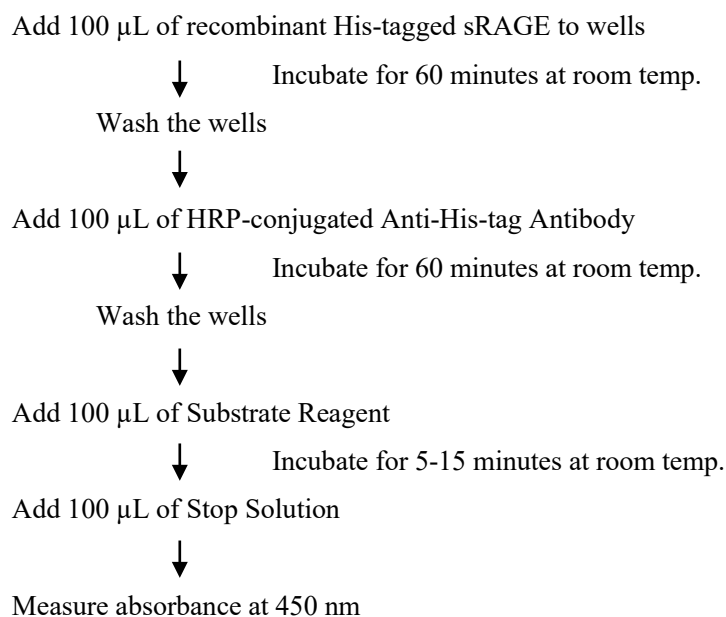 Add 100 µL of recombinant His-tagged sRAGE to wells
Incubate for 60 minutes at room temp.
Wash the wells
Add 100 µL of HRP-conjugated Anti-His-tag Antibody
Incubate for 60 minutes at room temp.
Wash the wells
Add 100 µL of Substrate Reagent
Incubate for 5-15 minutes at room temp.
Add 100 µL of Stop Solution
Measure absorbance at 450 nm